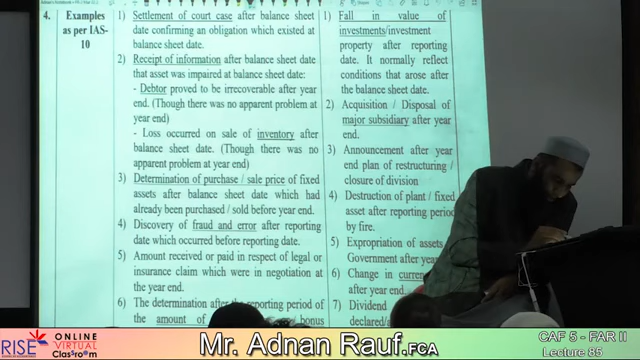 4.
Examples
as per IAS-
10
1) Settlement of court case after balance sheet
date confirming an obligation which existed at
balance sheet date.
2) Receipt of information after balance sheet date
that asset was impaired at balance sheet date:
- Debtor proved to be irrecoverable after year
end. (Though there was no apparent problem at
year end)
- Loss occurred on sale of inventory after
balance sheet date. (Though there was no
apparent problem at year end)
3) Determination of purchase / sale price of fixed
assets after balance sheet date which had
already been purchased / sold before year end.
4) Discovery of fraud and error after reporting
date which occurred before reporting date.
5) Amount received or paid in respect of legal or
insurance claim which were in negotiation at
the year end.
6) The determination after the reporting period of
the amount of bonus
1) Fall in value of
investments/investment
property after reporting
date. It normally reflect
conditions that arose after
the balance sheet date.
2) Acquisition / Disposal of
major subsidiary after year
end.
3) Announcement after year
end plan of restructuring /
closure of division
4) Destruction of plant / fixed
asset after reporting period
by fire.
5) Expropriation of assets
Government after year
6) Change in
after year end.
7) Dividend
RISE
ONLINE
VIRTUAL
Classroom
Mr. Adnan Rauf.FCA
CAF 5 - FAR II
Lecture 85